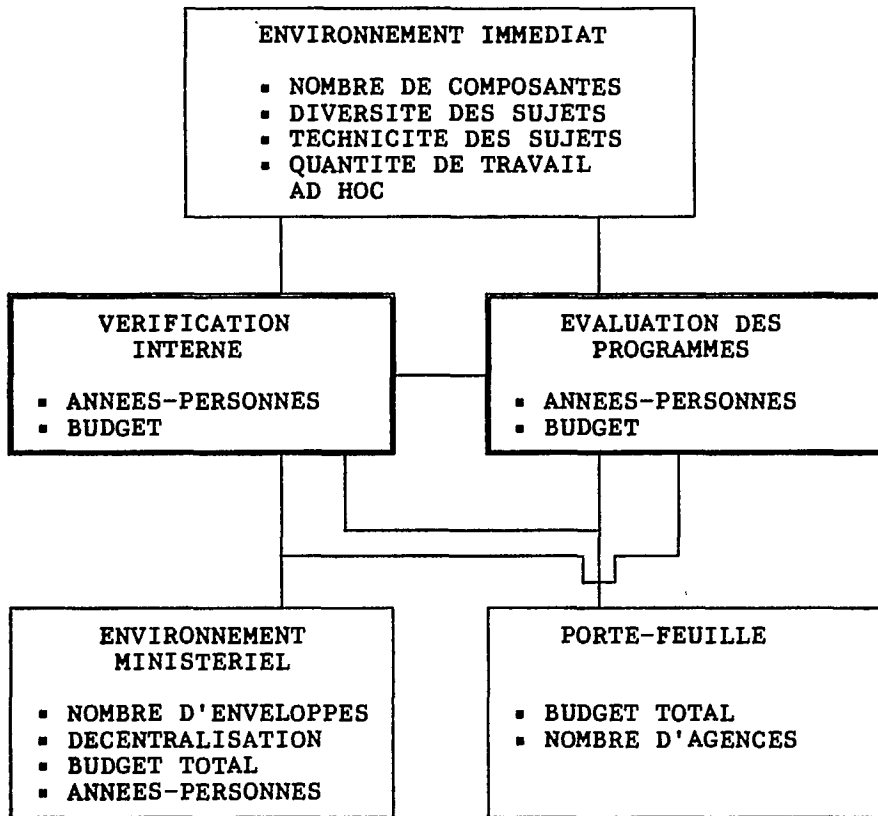 ENVIRONNEMENT IMMEDIAT
▪ NOMBRE DE COMPOSANTES
▪ DIVERSITE DES SUJETS
▪ TECHNICITE DES SUJETS
▪ QUANTITE DE TRAVAIL
AD HOC
VERIFICATION
INTERNE
▪ ANNEES-PERSONNES
▪ BUDGET
EVALUATION DES
PROGRAMMES
▪ ANNEES-PERSONNES
▪ BUDGET
ENVIRONNEMENT
MINISTERIEL
▪ NOMBRE D'ENVELOPPES
▪ DECENTRALISATION
▪ BUDGET TOTAL
▪ ANNEES-PERSONNES
PORTE-FEUILLE
▪ BUDGET TOTAL
▪ NOMBRE D'AGENCES